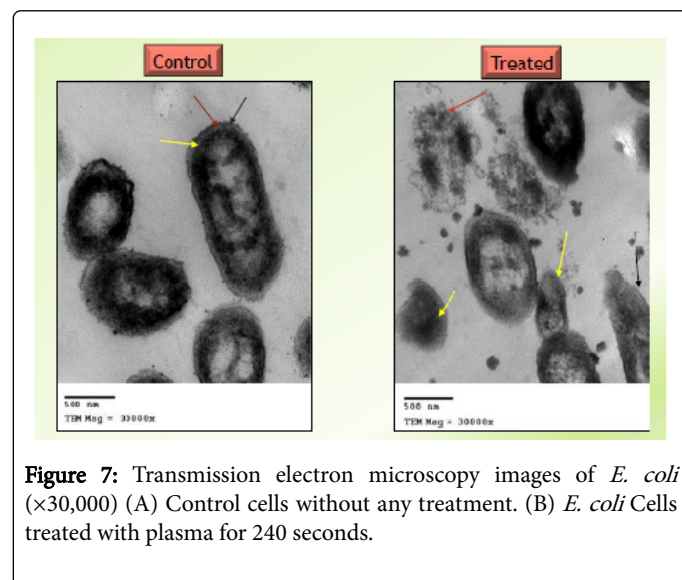 Control
Treated
500 nm
TEM Mag = 30000x
500 nm
TEM Mag = 30000x
Figure 7: Transmission electron microscopy images of E. coli
(×30,000) (A) Control cells without any treatment. (B) E. coli Cells
treated with plasma for 240 seconds.